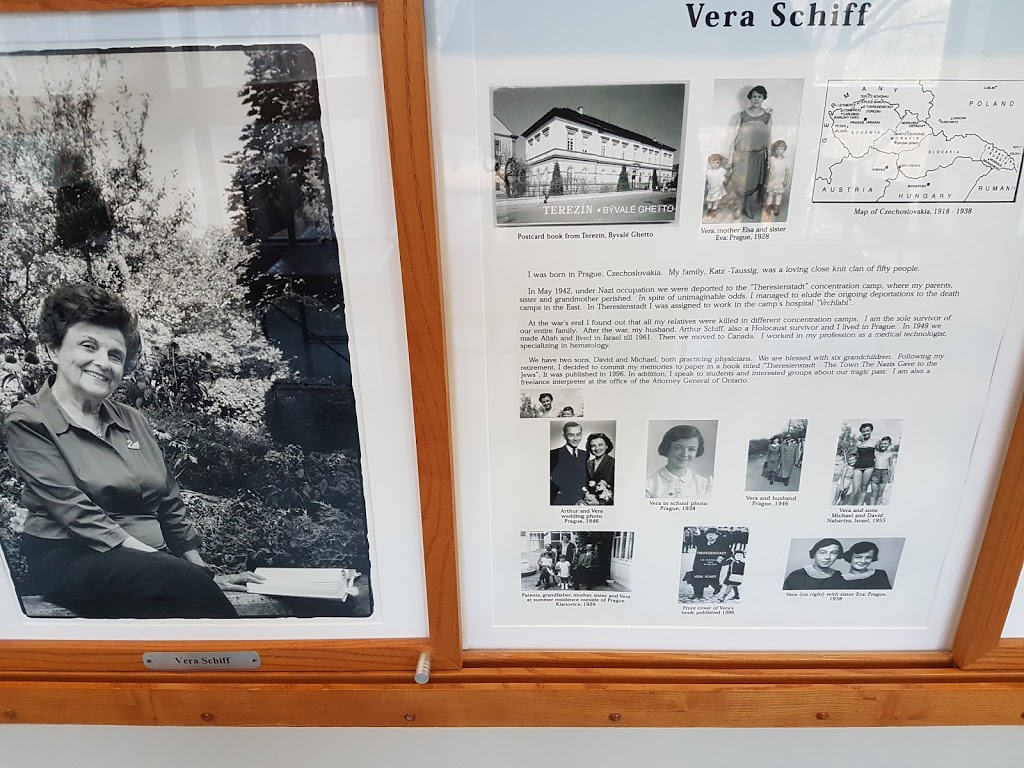 Vera Schiff
TEREZÍN • BÝVALÉ GHETTO
Postcard book from Terezin, Byvalé Ghetto
Vera, mother Elsa and sister
Eva: Prague, 1928
GERMANY
POLAND
BOHEMIA
MORAVIA
SLOVAKIA
VIENNA
BUDAPEST
AUSTRIA
HUNGARY
RUMANI
Map of Czechoslovakia, 1918 - 1938
I was born in Prague, Czechoslovakia. My family, Katz -Taussig, was a loving close knit clan of fifty people.
In May 1942, under Nazi occupation we were deported to the "Theresienstadt" concentration camp, where my parents,
sister and grandmother perished. In spite of unimaginable odds, I managed to elude the ongoing deportations to the death
camps in the East. In Theresienstadt I was assigned to work in the camp's hospital "Vrchlabi".
At the war's end I found out that all my relatives were killed in different concentration camps. I am the sole survivor of
our entire family. After the war, my husband, Arthur Schiff, also a Holocaust survivor and I lived in Prague. In 1949 we
made Aliah and lived in Israel till 1961. Then we moved to Canada. I worked in my profession as a medical technologist,
specializing in hematology.
We have two sons, David and Michael, both practicing physicians. We are blessed with six grandchildren. Following my
retirement, I decided to commit my memories to paper in a book titled "Theresienstadt - The Town The Nazis Gave to the
Jews". It was published in 1996. In addition, I speak to students and interested groups about our tragic past. I am also a
freelance interpreter at the office of the Attorney General of Ontario.
Arthur and Vera
wedding photo
Prague, 1946
Vera in school photo
Prague, 1938
Vera and husband
Prague, 1946
Vera and sons
Michael and David
Nahariya, Israel, 1955
Parents, grandfather, mother, sister and Vera
at summer residence outside of Prague
Klanovice, 1929
THERESIENSTADT
VERA SCHIFF
Front cover of Vera's
book: published 1996
Vera (on right) with sister Eva: Prague,
1938
Vera Schiff